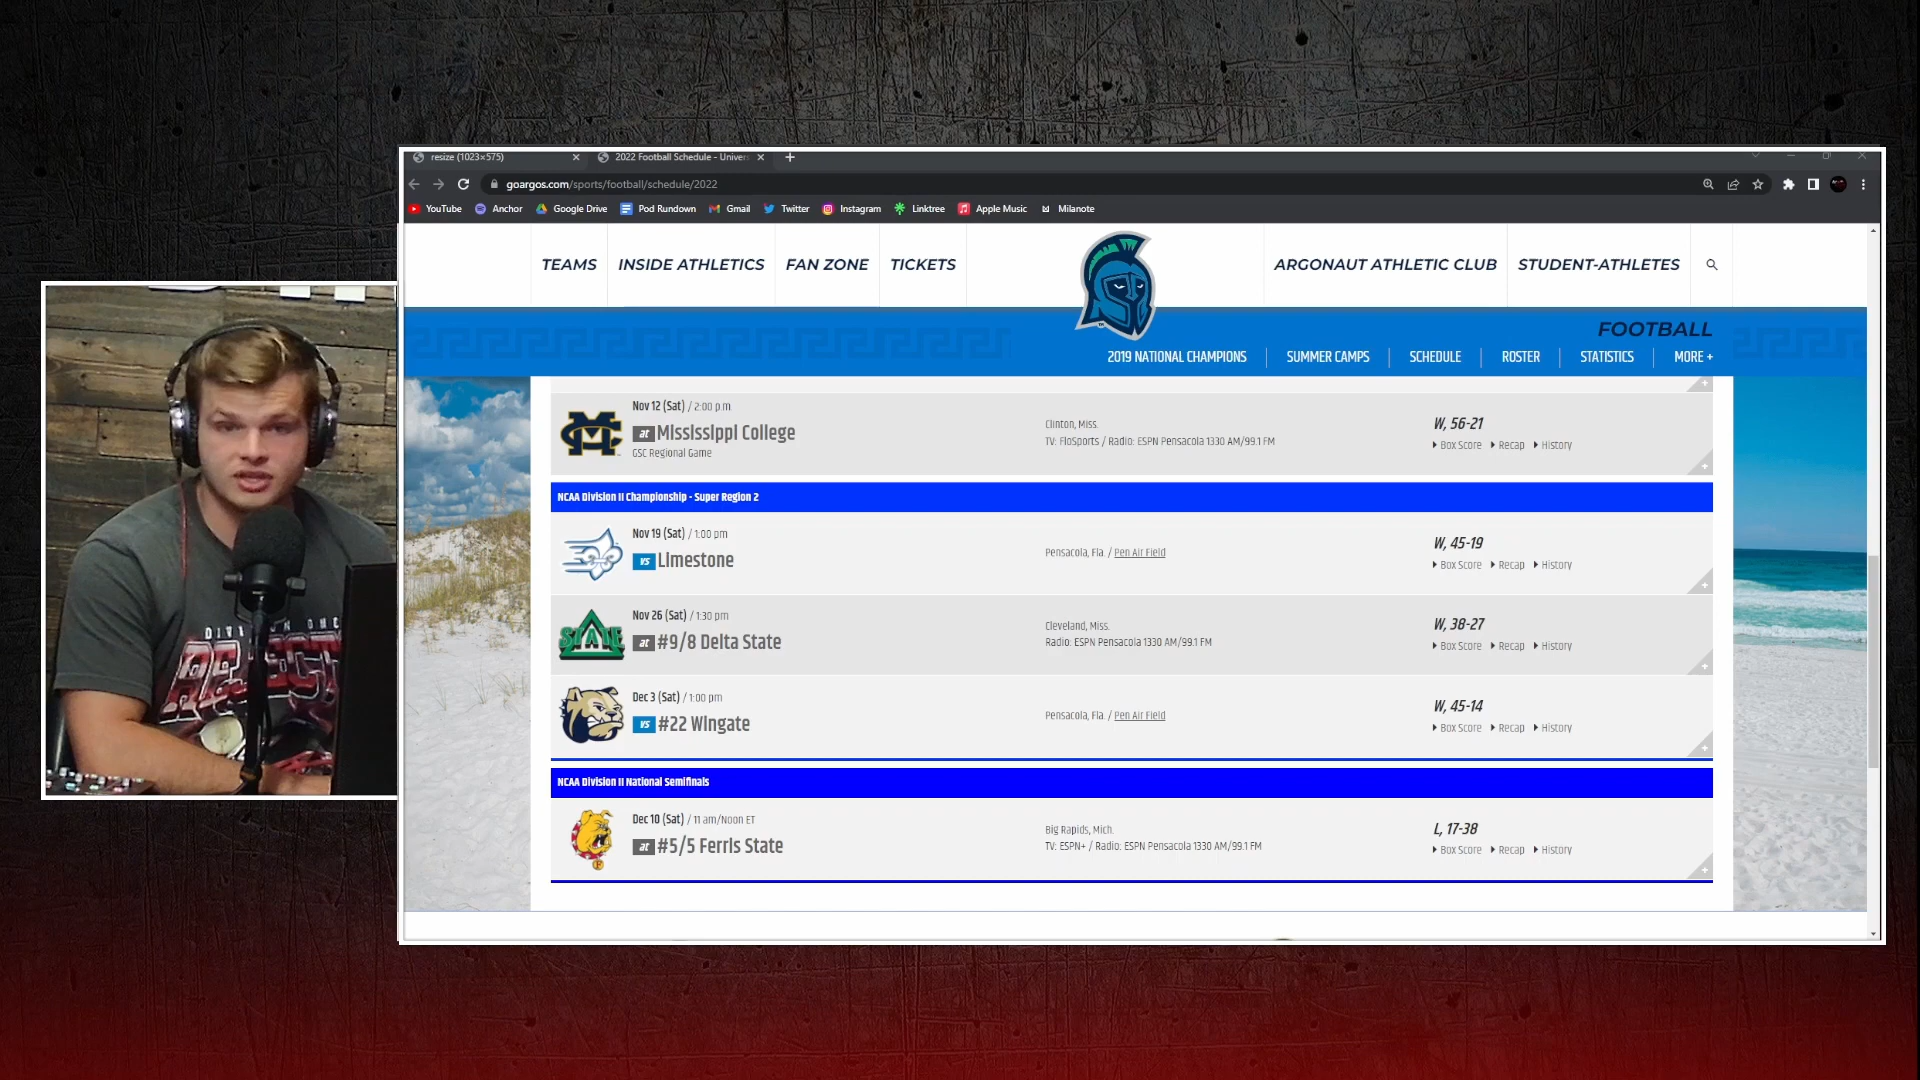 resize (1023×575)
2022 Football Schedule - Univer
goargos.com/sports/football/schedule/2022
YouTube Anchor Google Drive Pod Rundown Gmail Twitter Instagram Linktree Apple Music Milanote
TEAMS INSIDE ATHLETICS FAN ZONE TICKETS ARGONAUT ATHLETIC CLUB STUDENT-ATHLETES
FOOTBALL
2019 NATIONAL CHAMPIONS SUMMER CAMPS SCHEDULE ROSTER STATISTICS MORE +
Nov 12 (Sat) / 2:00 p.m.
at Mississippi College
GSC Regional Game
Clinton, Miss.
TV: FloSports / Radio: ESPN Pensacola 1330 AM/99.1 FM
W, 56-21
Box Score Recap History
NCAA Division II Championship - Super Region 2
Nov 19 (Sat) / 1:00 pm
vs Limestone
Pensacola, Fla. / Pen Air Field
W, 45-19
Box Score Recap History
STATE
Nov 26 (Sat) / 1:30 pm
at #9/8 Delta State
Cleveland, Miss.
Radio: ESPN Pensacola 1330 AM/99.1 FM
W, 38-27
Box Score Recap History
Dec 3 (Sat) / 1:00 pm
vs #22 Wingate
Pensacola, Fla. / Pen Air Field
W, 45-14
Box Score Recap History
NCAA Division II National Semifinals
Dec 10 (Sat) / 11 am/Noon ET
at #5/5 Ferris State
Big Rapids, Mich.
TV: ESPN+ / Radio: ESPN Pensacola 1330 AM/99.1 FM
L, 17-38
Box Score Recap History